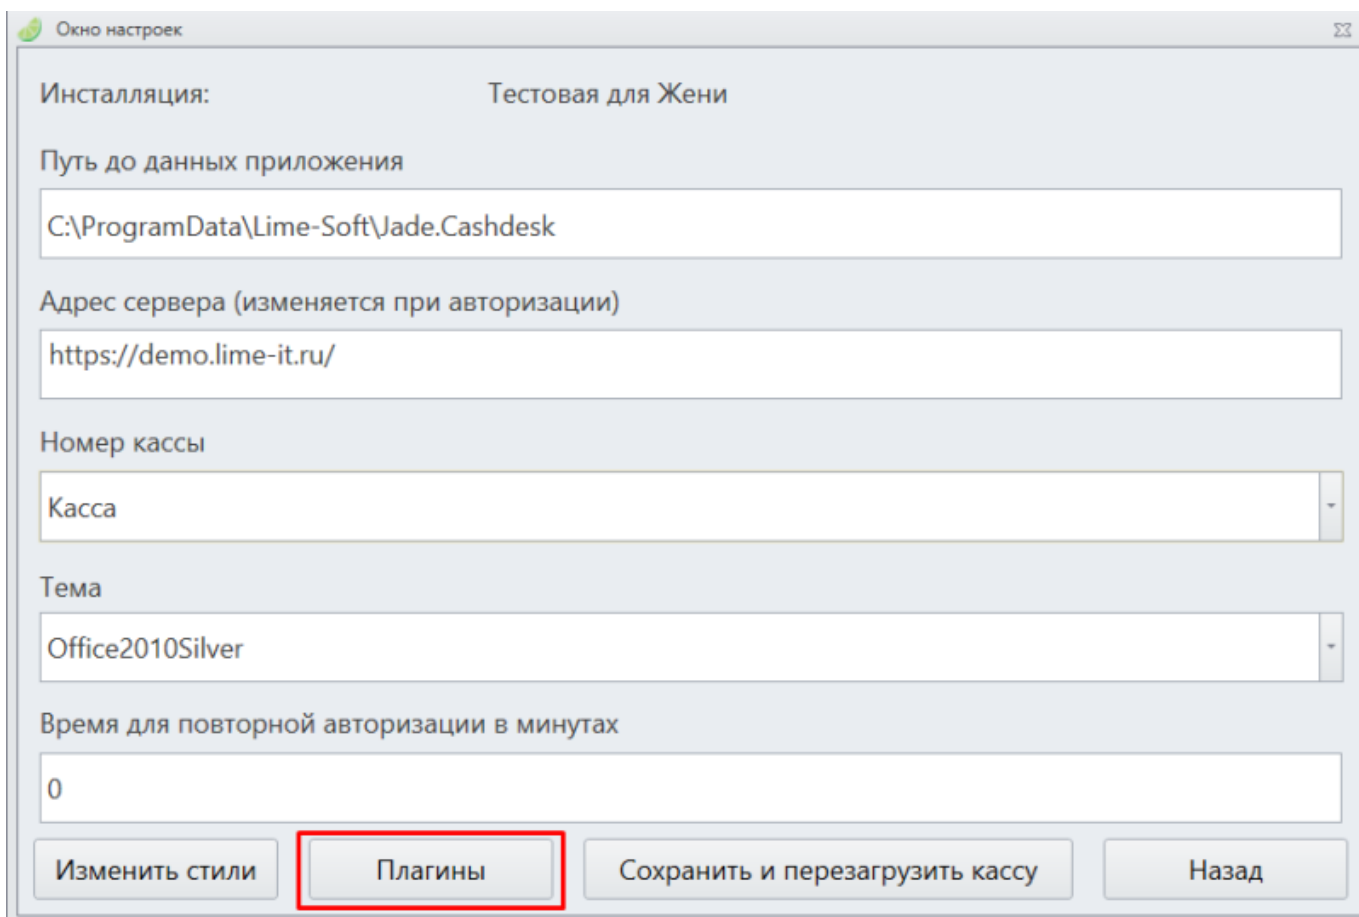 Окно настроек
Инсталляция: Тестовая для Жени
Путь до данных приложения
C:\ProgramData\Lime-Soft\Jade.Cashdesk
Адрес сервера (изменяется при авторизации)
https://demo.lime-it.ru/
Номер кассы
Касса
Тема
Office2010Silver
Время для повторной авторизации в минутах
0
Изменить стили Плагины Сохранить и перезагрузить кассу Назад